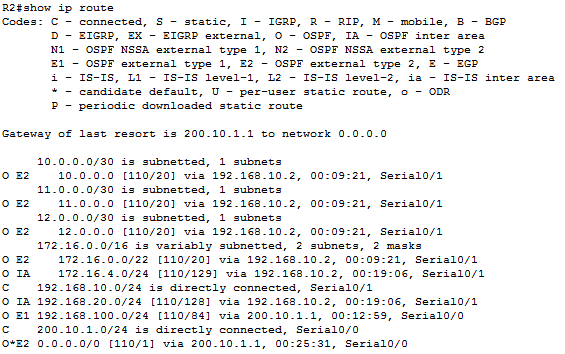 R2#show ip route
Codes: C - connected, S - static, I - IGRP, R - RIP, M - mobile, B - BGP
       D - EIGRP, EX - EIGRP external, O - OSPF, IA - OSPF inter area
       N1 - OSPF NSSA external type 1, N2 - OSPF NSSA external type 2
       E1 - OSPF external type 1, E2 - OSPF external type 2, E - EGP
       i - IS-IS, L1 - IS-IS level-1, L2 - IS-IS level-2, ia - IS-IS inter area
       * - candidate default, U - per-user static route, o - ODR
       P - periodic downloaded static route

Gateway of last resort is 200.10.1.1 to network 0.0.0.0

     10.0.0.0/30 is subnetted, 1 subnets
O E2    10.0.0.0 [110/20] via 192.168.10.2, 00:09:21, Serial0/1
     11.0.0.0/30 is subnetted, 1 subnets
O E2    11.0.0.0 [110/20] via 192.168.10.2, 00:09:21, Serial0/1
     12.0.0.0/30 is subnetted, 1 subnets
O E2    12.0.0.0 [110/20] via 192.168.10.2, 00:09:21, Serial0/1
     172.16.0.0/16 is variably subnetted, 2 subnets, 2 masks
O E2    172.16.0.0/22 [110/20] via 192.168.10.2, 00:09:21, Serial0/1
O IA    172.16.4.0/24 [110/129] via 192.168.10.2, 00:19:06, Serial0/1
C    192.168.10.0/24 is directly connected, Serial0/1
O IA 192.168.20.0/24 [110/128] via 192.168.10.2, 00:19:06, Serial0/1
O E1 192.168.100.0/24 [110/84] via 200.10.1.1, 00:12:59, Serial0/0
C    200.10.1.0/24 is directly connected, Serial0/0
O*E2 0.0.0.0/0 [110/1] via 200.10.1.1, 00:25:31, Serial0/0